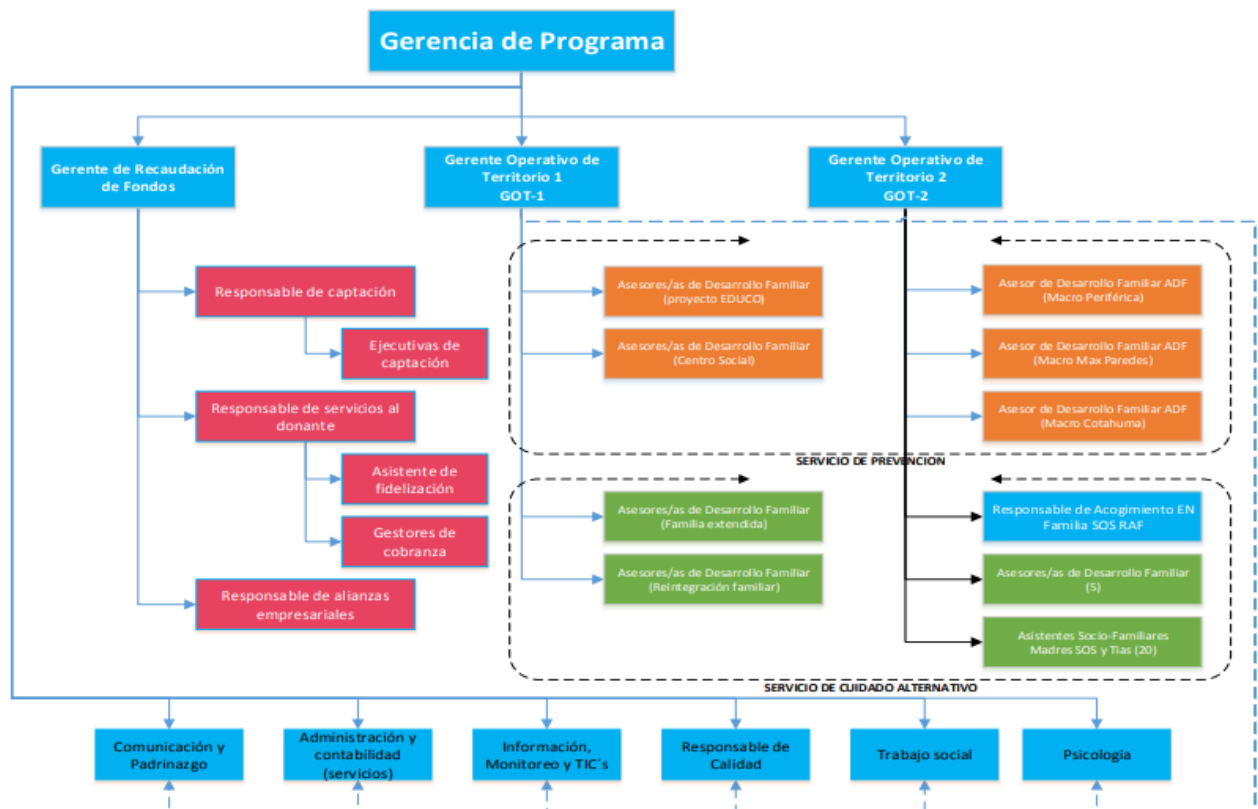 Gerencia de Programa
Gerente de Recaudación
de Fondos
Gerente Operativo de
Territorio 1
GOT-1
Gerente Operativo de
Territorio 2
GOT-2
Responsable de captación
Ejecutivas de
captación
Responsable de servicios al
donante
Asistente de
fidelización
Gestores de
cobranza
Responsable de alianzas
empresariales
Asesores/as de Desarrollo Familiar
(proyecto EDUCO)
Asesores/as de Desarrollo Familiar
(Centro Social)
Asesor de Desarrollo Familiar ADF
(Macro Periférica)
Asesor de Desarrollo Familiar ADF
(Macro Max Paredes)
Asesor de Desarrollo Familiar ADF
(Macro Cotahuma)
SERVICIO DE PREVENCION
Asesores/as de Desarrollo Familiar
(Familia extendida)
Asesores/as de Desarrollo Familiar
(Reintegración familiar)
Responsable de Acogimiento EN
Familia SOS RAF
Asesores/as de Desarrollo Familiar
(5)
Asistentes Socio-Familiares
Madres SOS y Tias (20)
SERVICIO DE CUIDADO ALTERNATIVO
Comunicación y
Padrinazgo
Administración y
contabilidad
(servicios)
Información,
Monitoreo y TIC´s
Responsable de
Calidad
Trabajo social
Psicologia